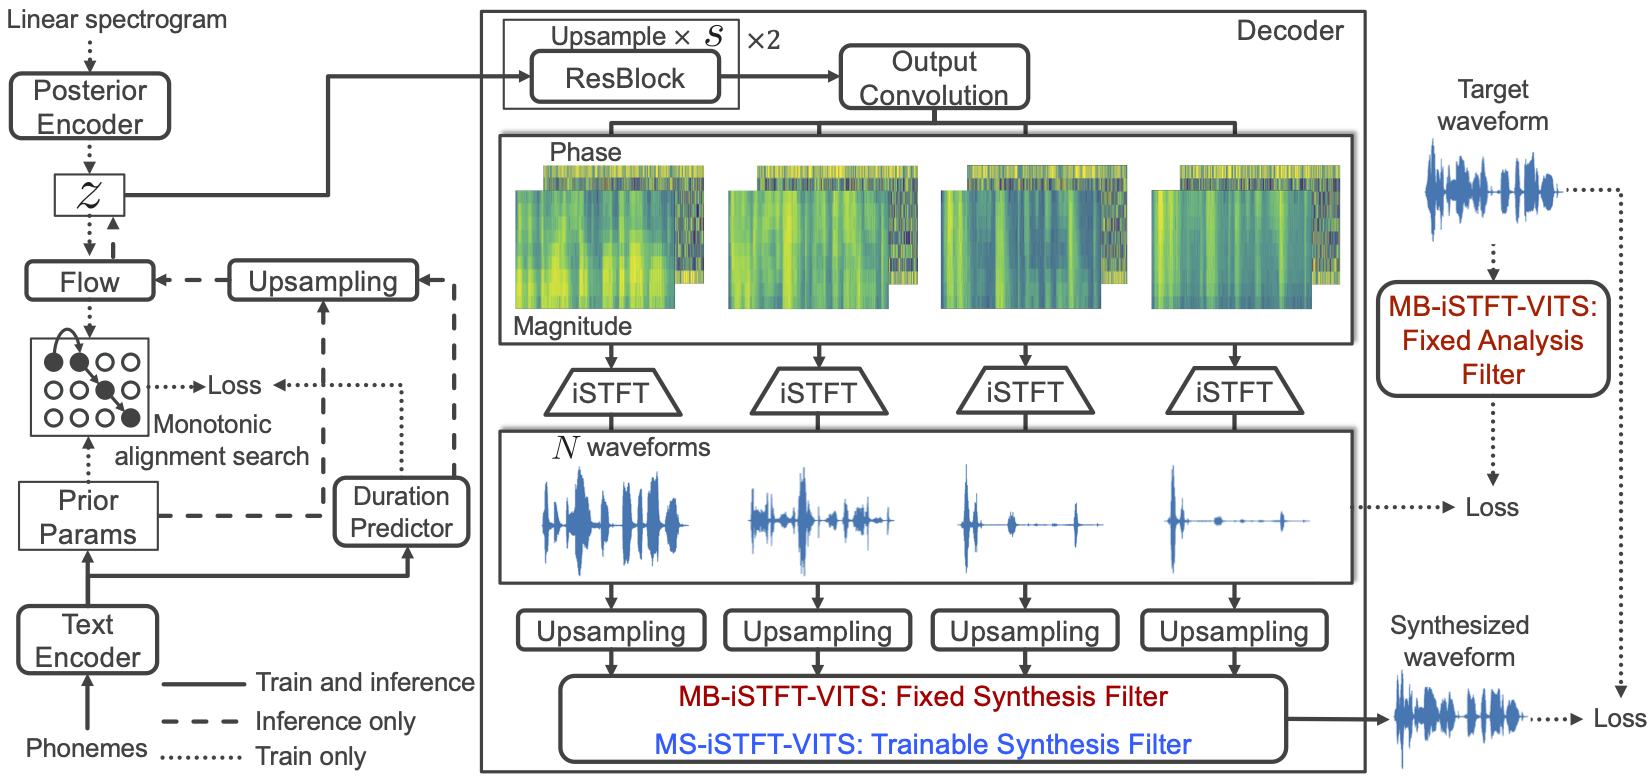 Linear spectrogram
Posterior
Encoder
z
Flow
Upsampling
Loss
Monotonic
alignment search
Prior
Params
Duration
Predictor
Text
Encoder
Phonemes
Train and inference
Inference only
Train only
Decoder
Upsample × s ×2
ResBlock
Output
Convolution
Phase
Magnitude
iSTFT iSTFT iSTFT iSTFT
N waveforms
Upsampling Upsampling Upsampling Upsampling
MB-iSTFT-VITS: Fixed Synthesis Filter
MS-iSTFT-VITS: Trainable Synthesis Filter
Target
waveform
MB-iSTFT-VITS:
Fixed Analysis
Filter
Loss
Synthesized
waveform
Loss